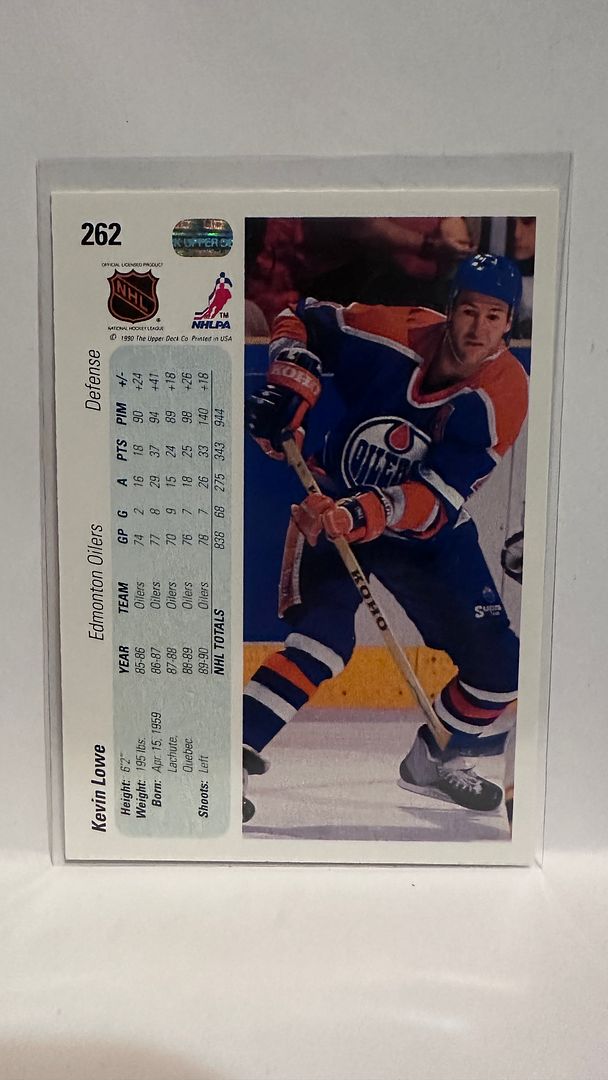 262
UPPER D
OFFICIAL LICENSED PRODUCT
NHL
NATIONAL HOCKEY LEAGUE
TM
NHLPA
© 1990 The Upper Deck Co. Printed in USA
Kevin Lowe Edmonton Oilers Defense
Height: 6'2"
Weight: 195 lbs.
Born: Apr. 15, 1959
Lachute,
Quebec
Shoots: Left
YEAR TEAM GP G A PTS PIM +/-
85-86 Oilers 74 2 16 18 90 +24
86-87 Oilers 77 8 29 37 94 +41
87-88 Oilers 70 9 15 24 89 +18
88-89 Oilers 76 7 18 25 98 +26
89-90 Oilers 78 7 26 33 140 +18
NHL TOTALS 838 68 275 343 944
KOHO
OILERS
KOHO
Supra